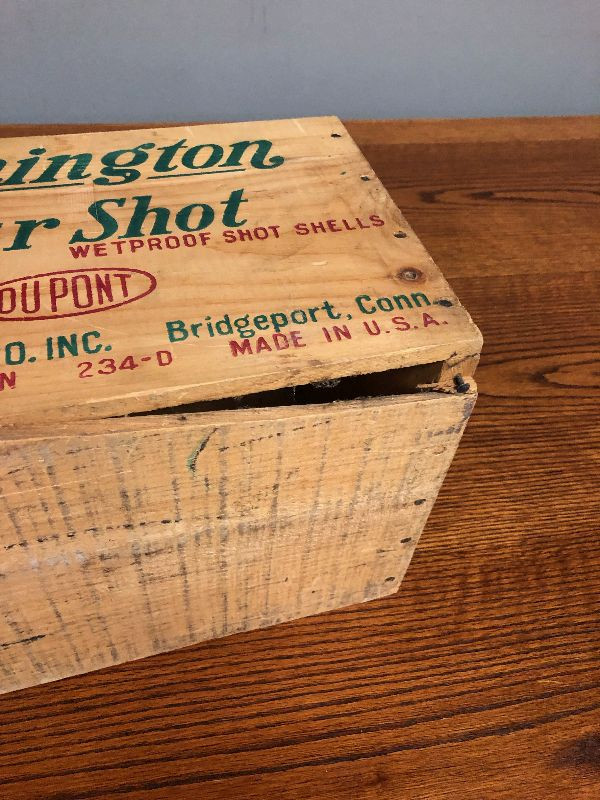 ington
r Shot
WETPROOF SHOT SHELLS
DU PONT
O. INC. Bridgeport, Conn.
N 234-D MADE IN U.S.A.